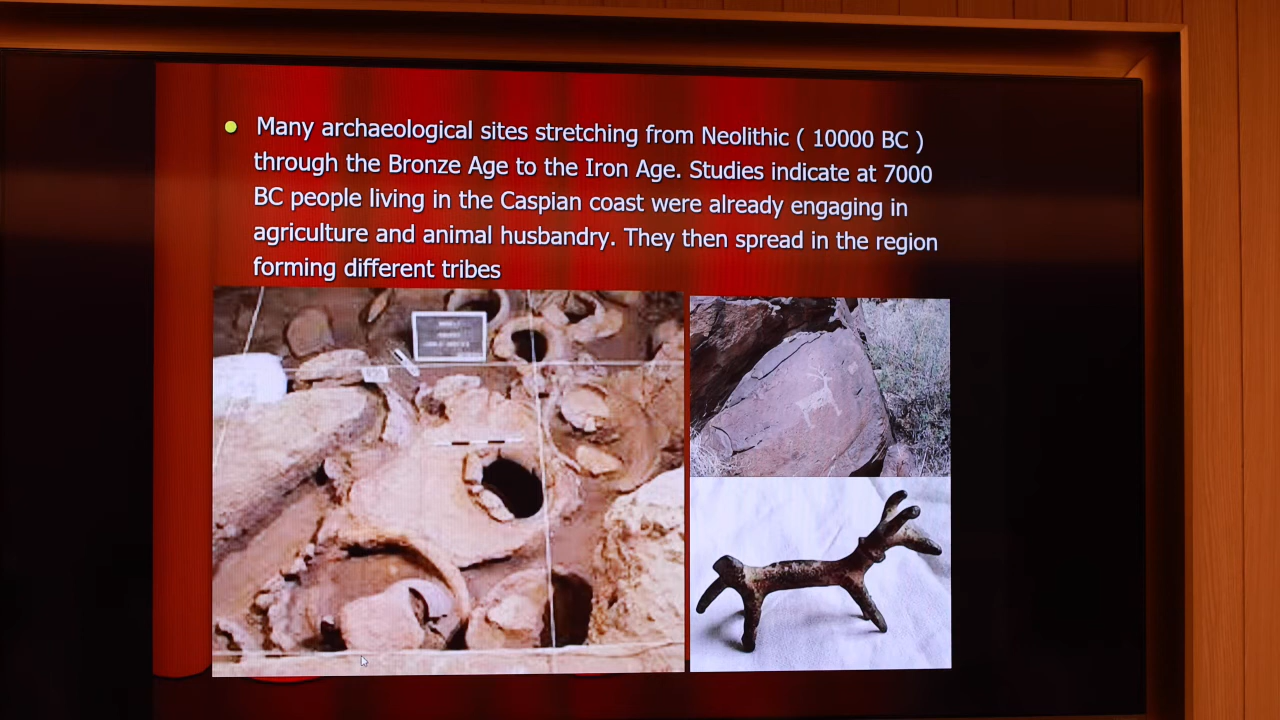 Many archaeological sites stretching from Neolithic ( 10000 BC )
through the Bronze Age to the Iron Age. Studies indicate at 7000
BC people living in the Caspian coast were already engaging in
agriculture and animal husbandry. They then spread in the region
forming different tribes